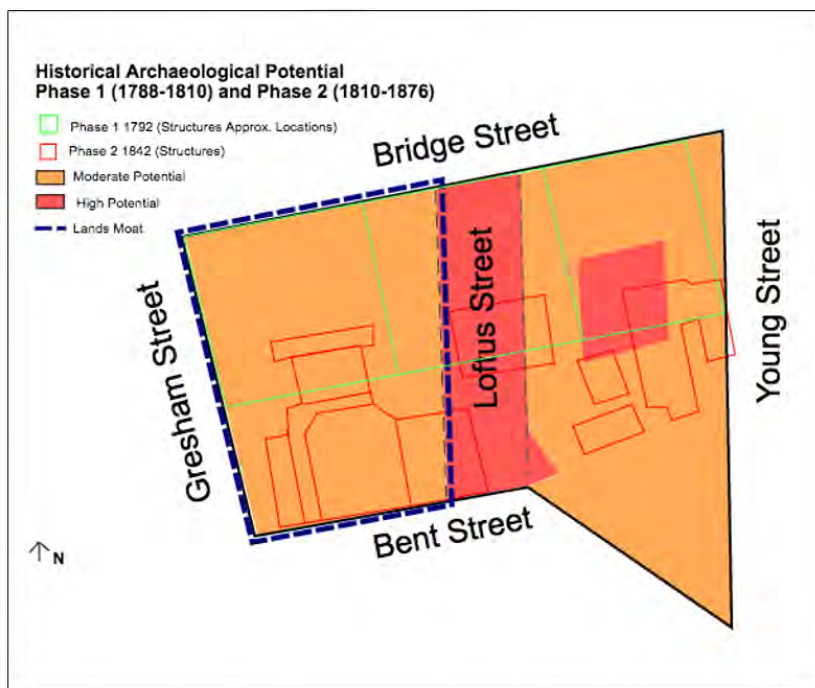 Historical Archaeological Potential
Phase 1 (1788-1810) and Phase 2 (1810-1876)
Phase 1 1792 (Structures Approx. Locations)
Phase 2 1842 (Structures)
Moderate Potential
High Potential
Lands Moat
Bridge Street
Gresham Street
Loftus Street
Young Street
Bent Street
N